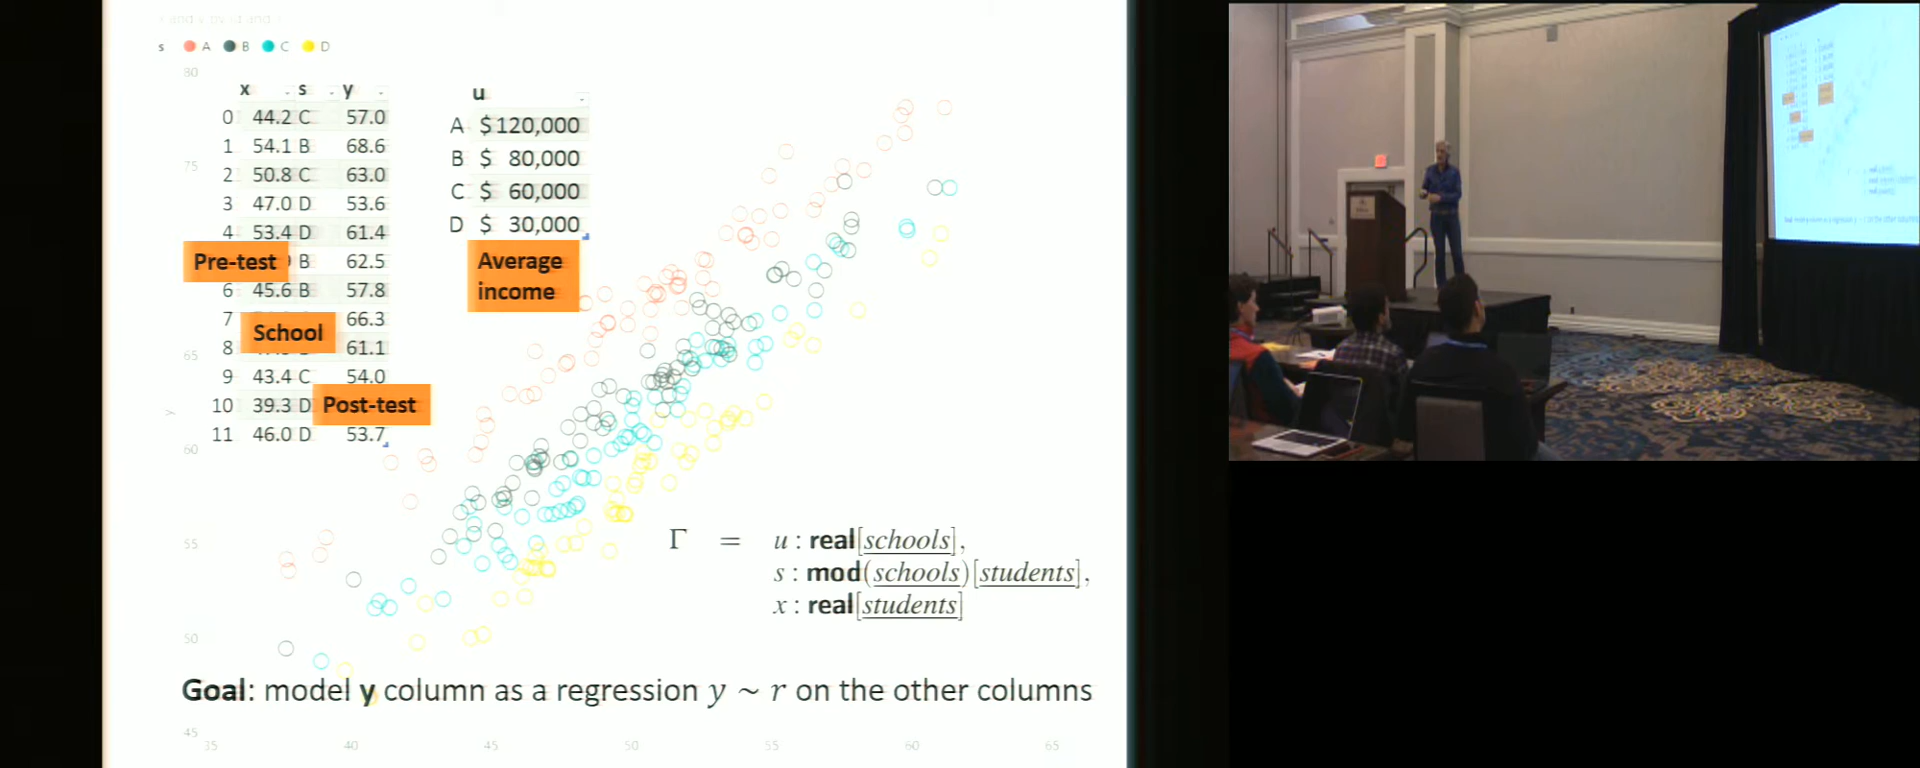 s A B C D
80
x s y
0 44.2 C 57.0
1 54.1 B 68.6
2 50.8 C 63.0
3 47.0 D 53.6
4 53.4 D 61.4
Pre-test B 62.5
6 45.6 B 57.8
7 66.3
School
8 61.1
9 43.4 C 54.0
10 39.3 D
Post-test
11 46.0 D 53.7
u
A $120,000
B $ 80,000
C $ 60,000
D $ 30,000
Average
income
75
65
60
55
50
45
y
Γ = u : real[schools],
s : mod(schools)[students],
x : real[students]
Goal: model y column as a regression y ~ r on the other columns
35 40 45 50 55 60 65